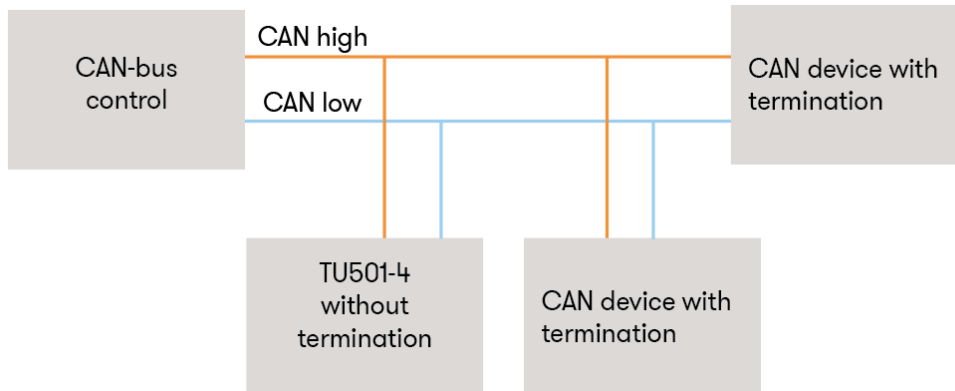 CAN-bus
control
CAN high
CAN low
CAN device with
termination
TU501-4
without
termination
CAN device with
termination